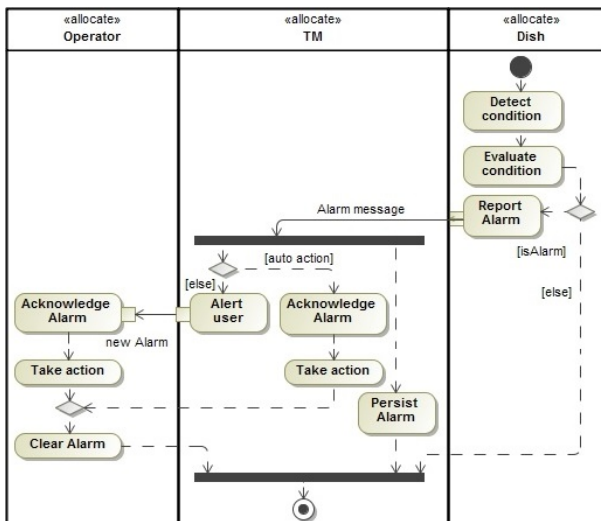 «allocate»
Operator
«allocate»
TM
«allocate»
Dish
Detect
condition
Evaluate
condition
Report
Alarm
Alarm message
[isAlarm]
[auto action]
[else]
[else]
Acknowledge
Alarm
Alert
user
Acknowledge
Alarm
new Alarm
Take action
Take action
Persist
Alarm
Clear Alarm